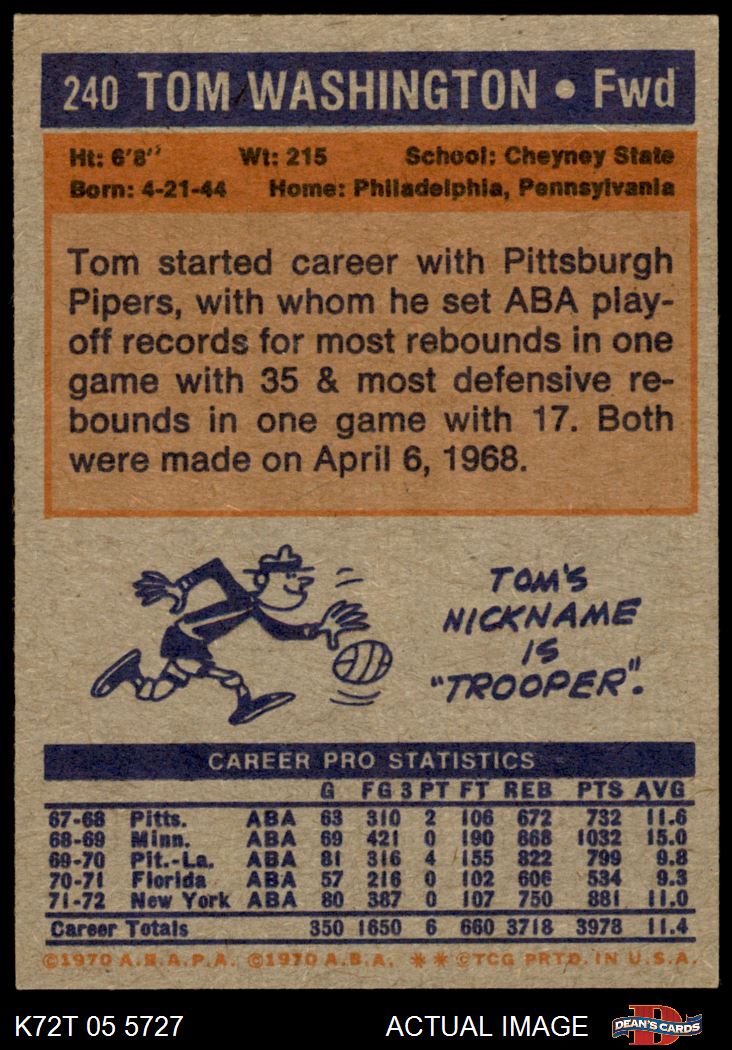 240 TOM WASHINGTON • Fwd
Ht: 6'8" Wt: 215 School: Cheyney State
Born: 4-21-44 Home: Philadelphia, Pennsylvania
Tom started career with Pittsburgh
Pipers, with whom he set ABA play-
off records for most rebounds in one
game with 35 & most defensive re-
bounds in one game with 17. Both
were made on April 6, 1968.
TOM'S
NICKNAME
IS
"TROOPER".
CAREER PRO STATISTICS
G FG 3 PT FT REB PTS AVG
67-68 Pitts. ABA 63 310 2 106 672 732 11.6
68-69 Minn. ABA 69 421 0 190 868 1032 15.0
69-70 Pit.-La. ABA 81 316 4 155 822 799 9.8
70-71 Florida ABA 57 216 0 102 606 534 9.3
71-72 New York ABA 80 387 0 107 750 881 11.0
Career Totals 350 1650 6 660 3718 3978 11.4
©1970 A.B.A.P.A. ©1970 A.B.A. ** ©TCG PRTD. IN U.S.A.
K72T 05 5727 ACTUAL IMAGE D DEAN'S CARDS